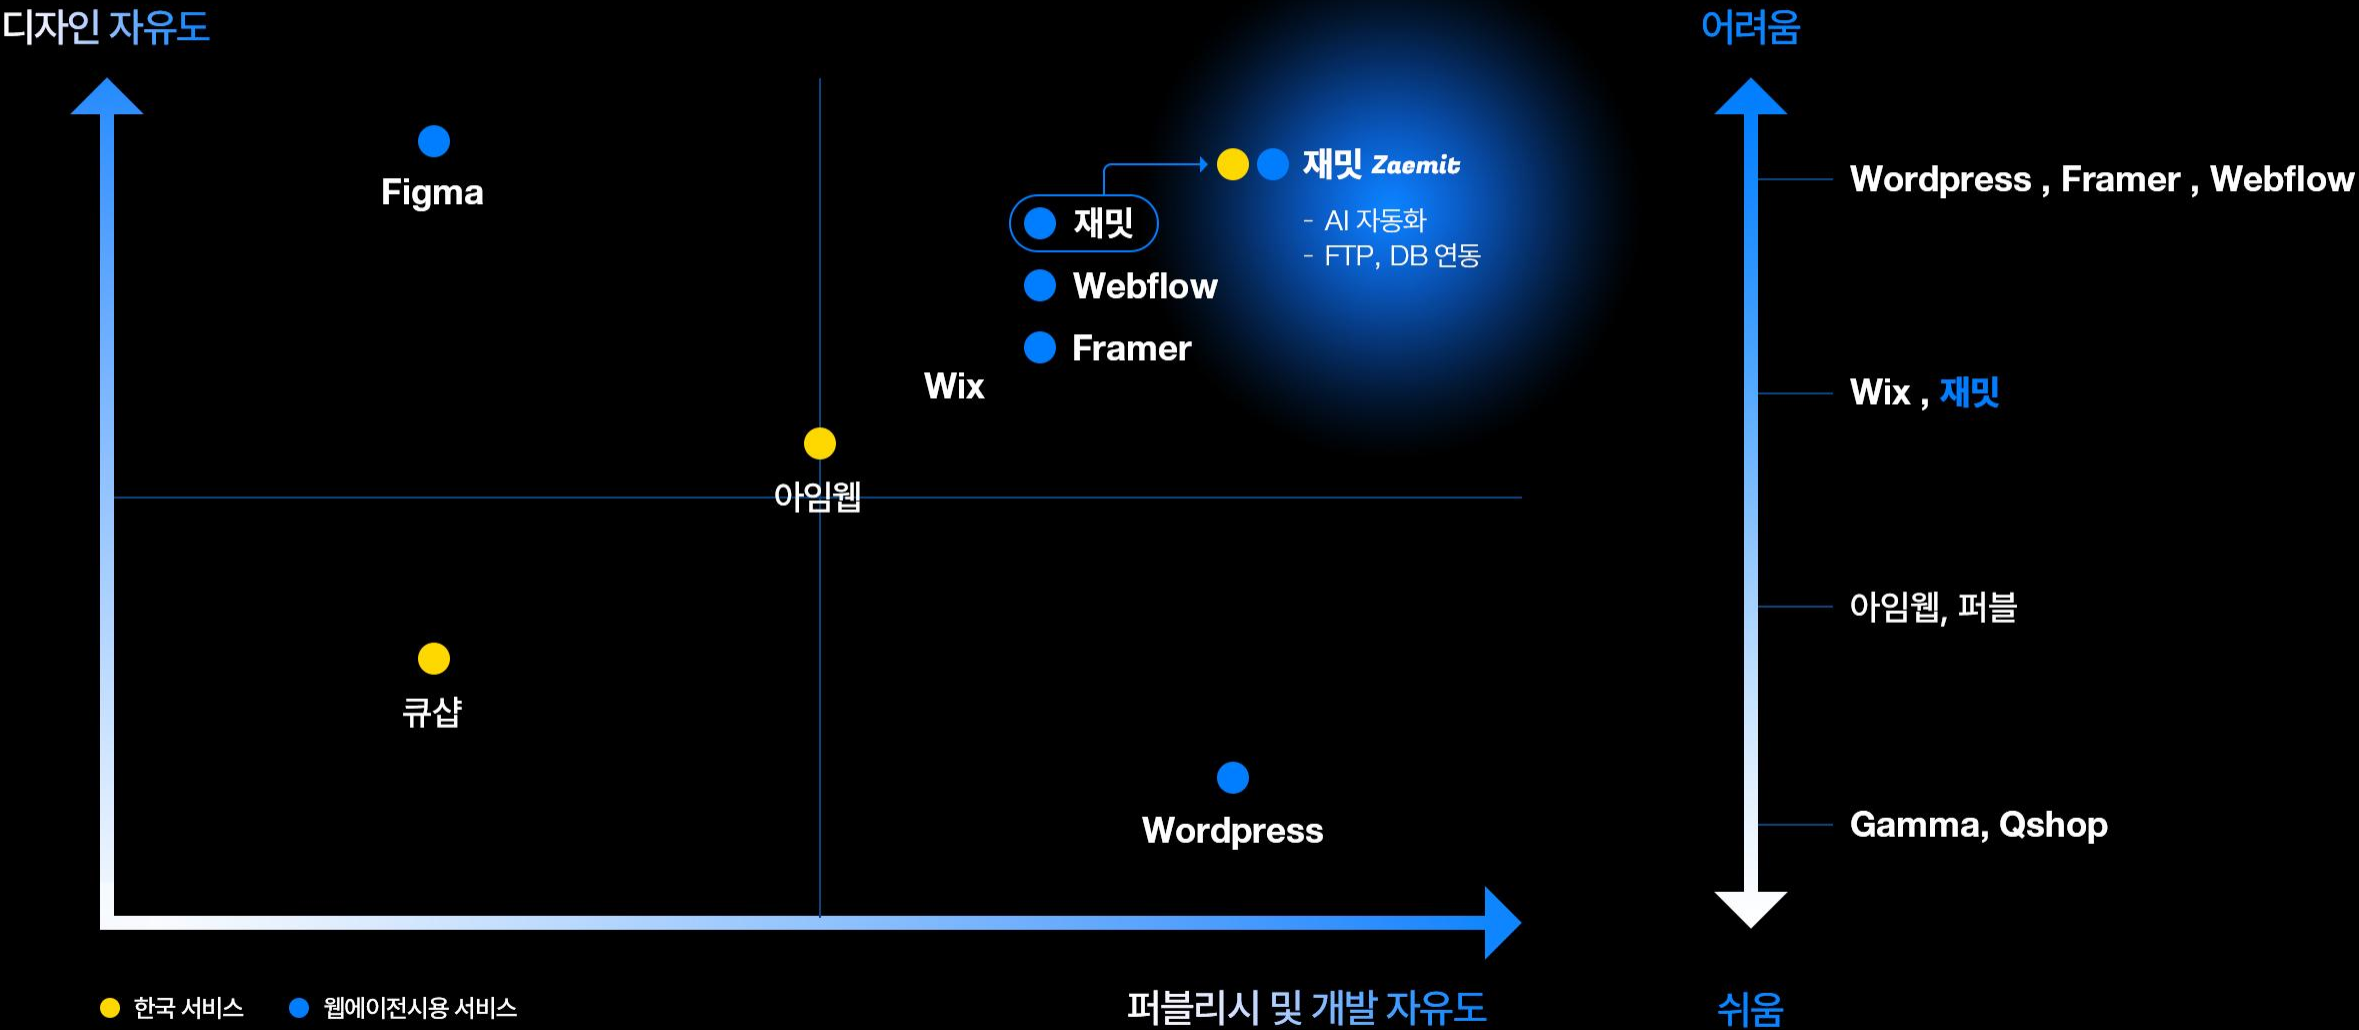 디자인 자유도
어려움
Figma
재밋 Zaemit
- AI 자동화
- FTP, DB 연동
재밋
Webflow
Framer
Wix
아임웹
큐샵
Wordpress
Wordpress , Framer , Webflow
Wix , 재밋
아임웹, 퍼블
Gamma, Qshop
한국 서비스
웹에이전시용 서비스
퍼블리시 및 개발 자유도
쉬움